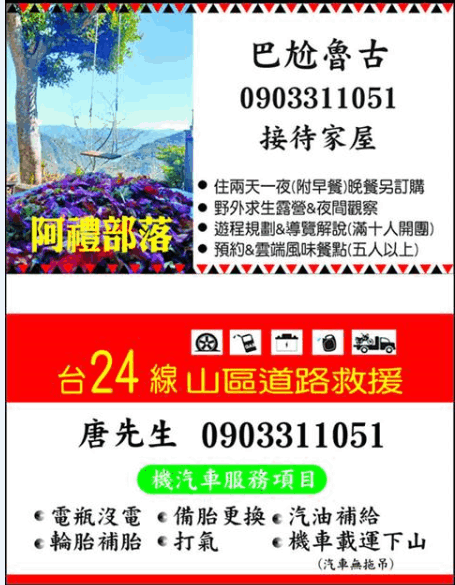 巴尬魯古
0903311051
接待家屋
● 住兩天一夜(附早餐)晚餐另訂購
● 野外求生露營&夜間觀察
● 遊程規劃&導覽解說(滿十人開團)
● 預約&雲端風味餐點(五人以上)
阿禮部落
台24線山區道路救援
唐先生 0903311051
機汽車服務項目
電瓶沒電 備胎更換 汽油補給
輪胎補胎 打氣 機車載運下山
(汽車無拖吊)